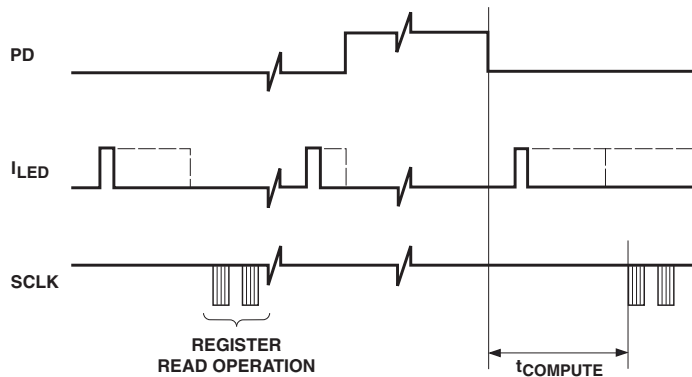 PD
ILED
SCLK
REGISTER
READ OPERATION
tCOMPUTE